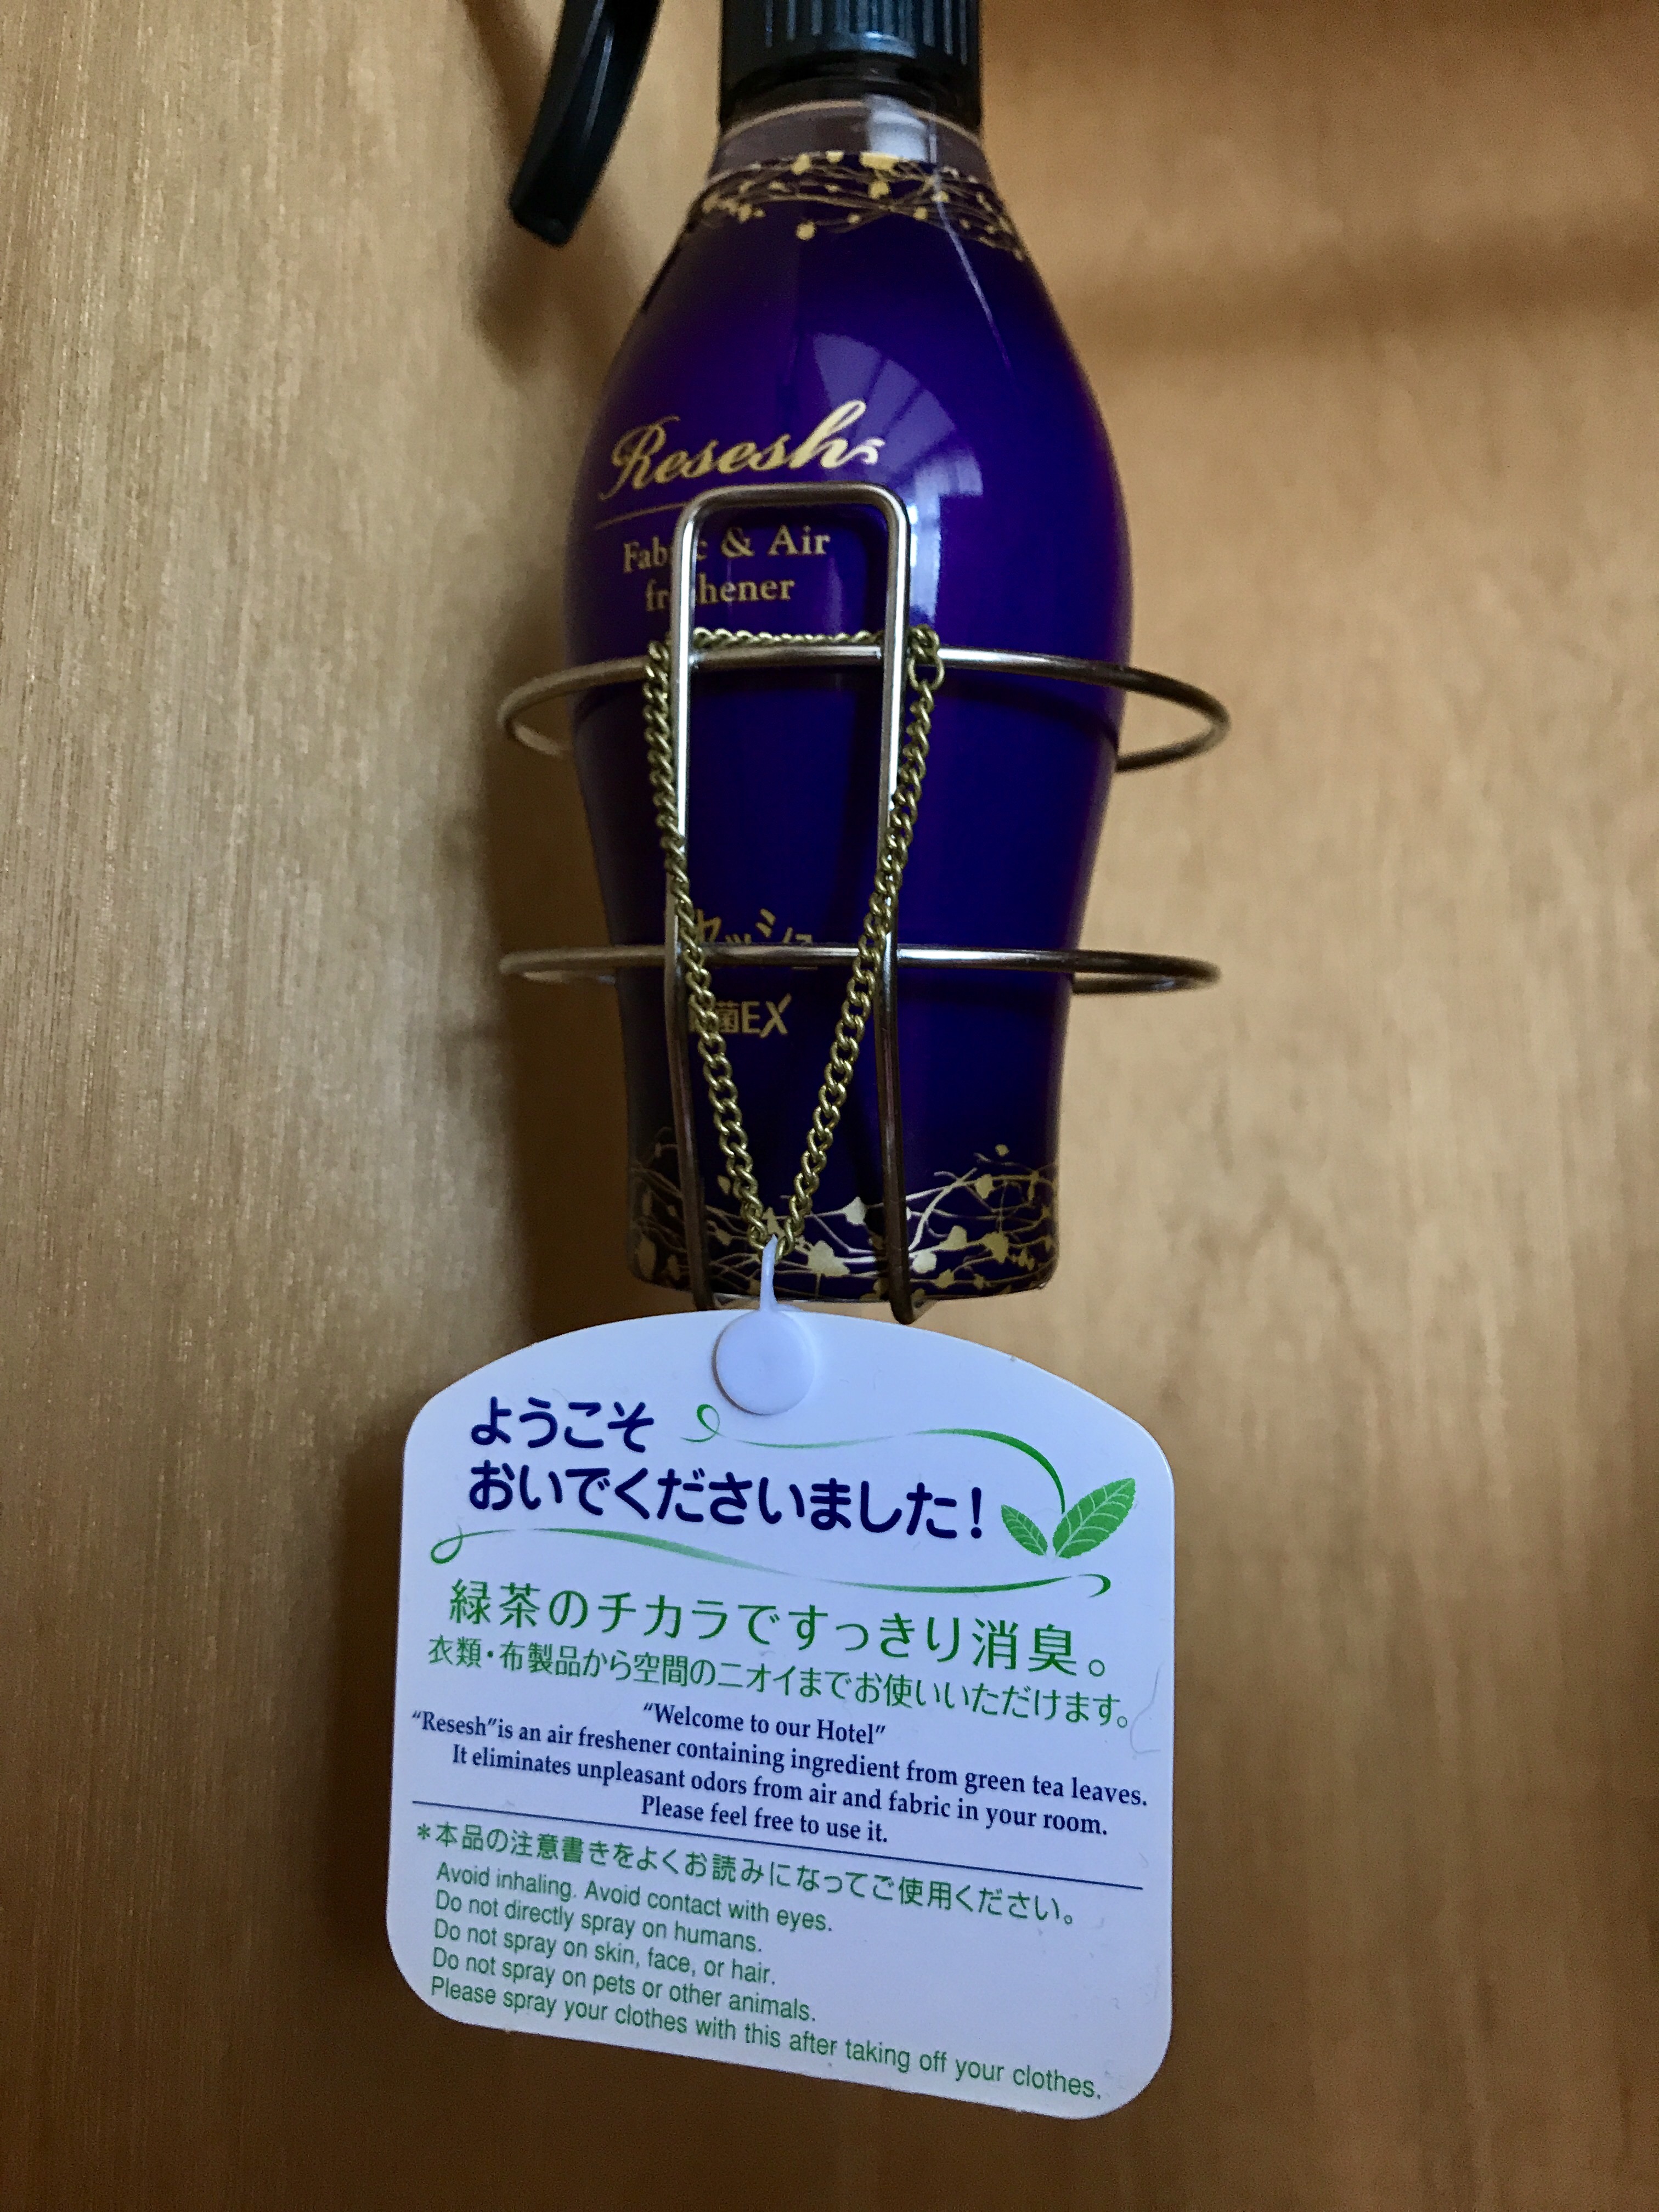 Resesh
& Air
ようこそ
おいでくださいました!
緑茶のチカラですっきり消臭。
衣類・布製品から空間のニオイまでお使いいただけます。
“Welcome to our Hotel”
“Resesh”is an air freshener containing ingredient from green tea leaves.
It eliminates unpleasant odors from air and fabric in your room.
Please feel free to use it.
*本品の注意書きをよくお読みになってご使用ください。
Avoid inhaling. Avoid contact with eyes.
Do not directly spray on humans.
Do not spray on skin, face, or hair.
Do not spray on pets or other animals.
Please spray your clothes with this after taking off your clothes.